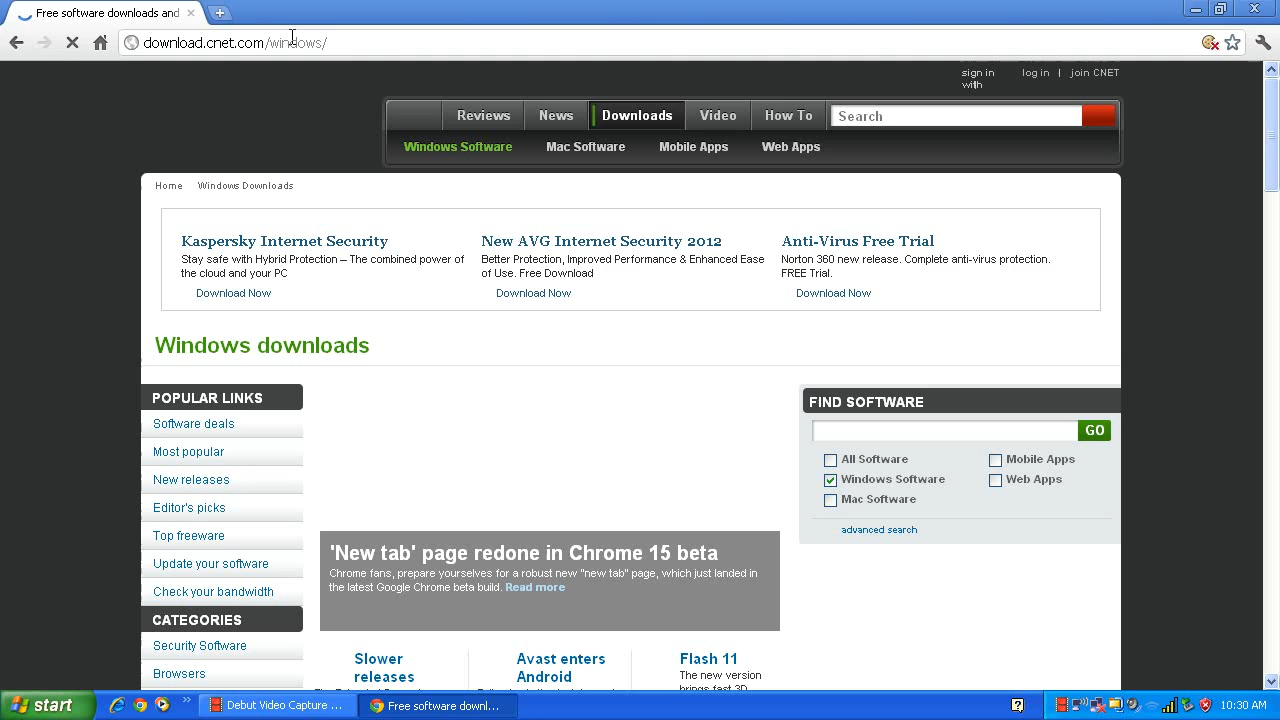 Free software downloads and
download.cnet.com/windows/
sign in
with
log in | join CNET
Reviews
News
Downloads
Video
How To
Search
Windows Software
Mac Software
Mobile Apps
Web Apps
Home
Windows Downloads
Kaspersky Internet Security
Stay safe with Hybrid Protection – The combined power of
the cloud and your PC
Download Now
New AVG Internet Security 2012
Better Protection, Improved Performance & Enhanced Ease
of Use. Free Download
Download Now
Anti-Virus Free Trial
Norton 360 new release. Complete anti-virus protection.
FREE Trial.
Download Now
Windows downloads
POPULAR LINKS
Software deals
Most popular
New releases
Editor's picks
Top freeware
Update your software
Check your bandwidth
CATEGORIES
Security Software
Browsers
'New tab' page redone in Chrome 15 beta
Chrome fans, prepare yourselves for a robust new "new tab" page, which just landed in
the latest Google Chrome beta build. Read more
Slower
releases
Avast enters
Android
Flash 11
The new version
brings fast 3D
FIND SOFTWARE
GO
All Software
Windows Software
Mac Software
Mobile Apps
Web Apps
advanced search
start
Debut Video Capture ...
Free software downl...
10:30 AM